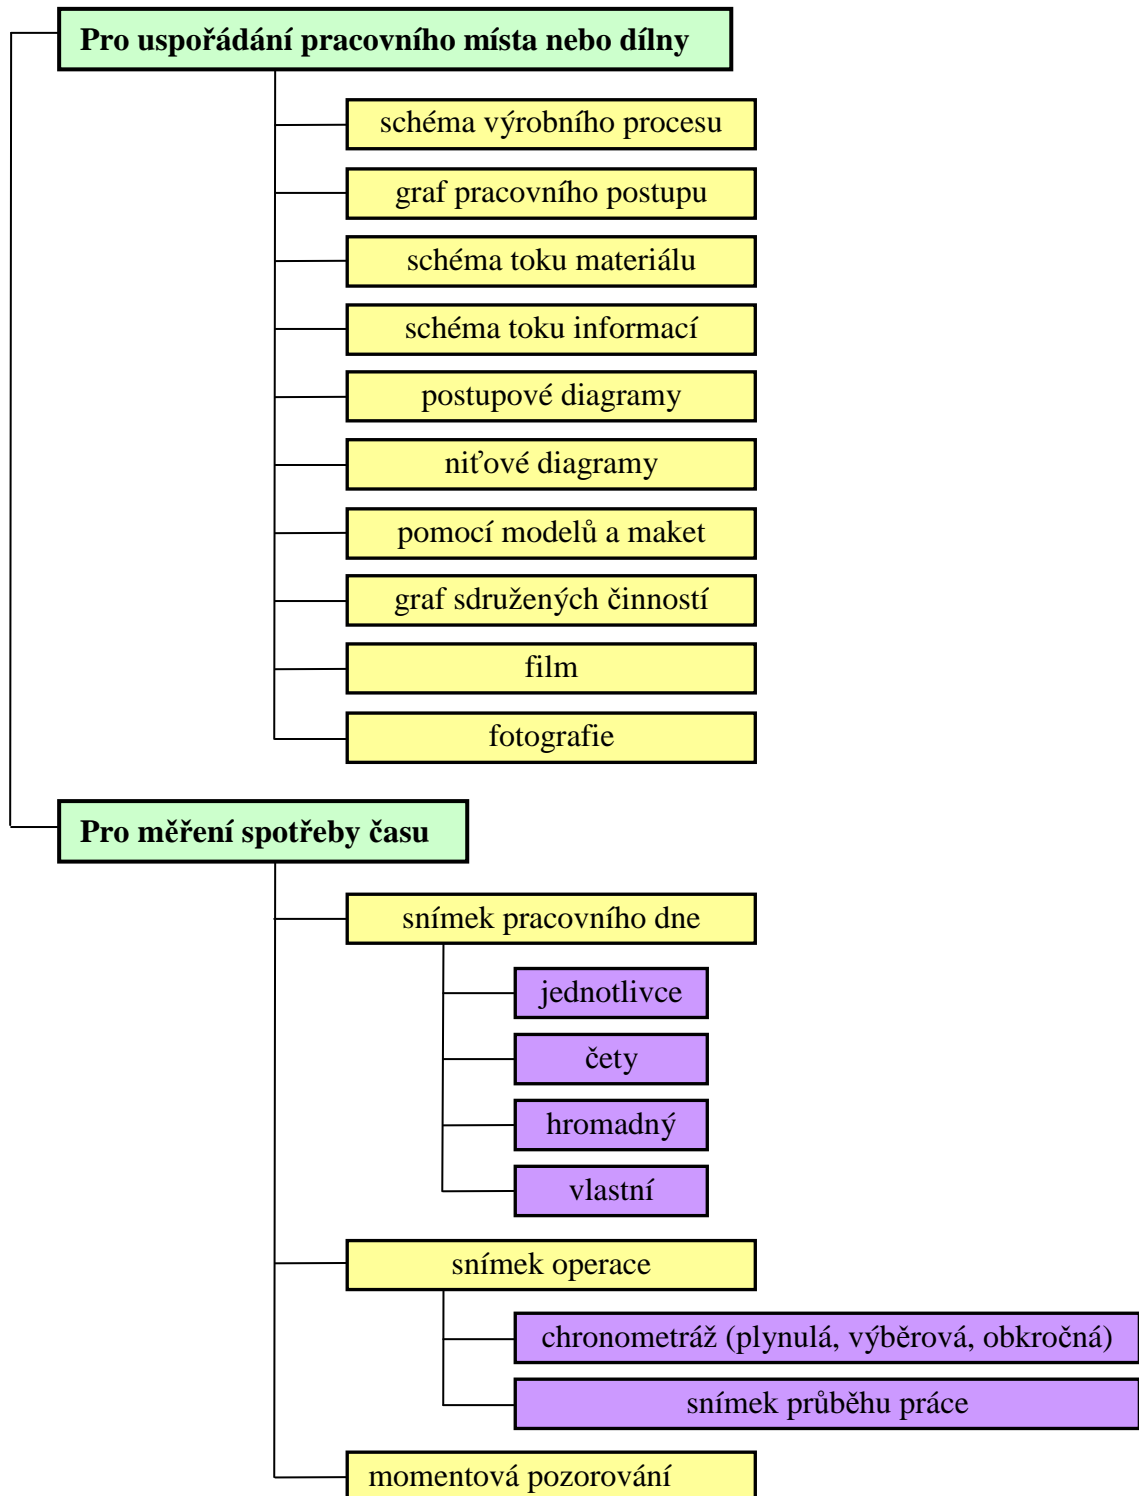 Pro uspořádání pracovního místa nebo dílny
schéma výrobního procesu
graf pracovního postupu
schéma toku materiálu
schéma toku informací
postupové diagramy
niťové diagramy
pomocí modelů a maket
graf sdružených činností
film
fotografie
Pro měření spotřeby času
snímek pracovního dne
jednotlivce
čety
hromadný
vlastní
snímek operace
chronometráž (plynulá, výběrová, obkročná)
snímek průběhu práce
momentová pozorování